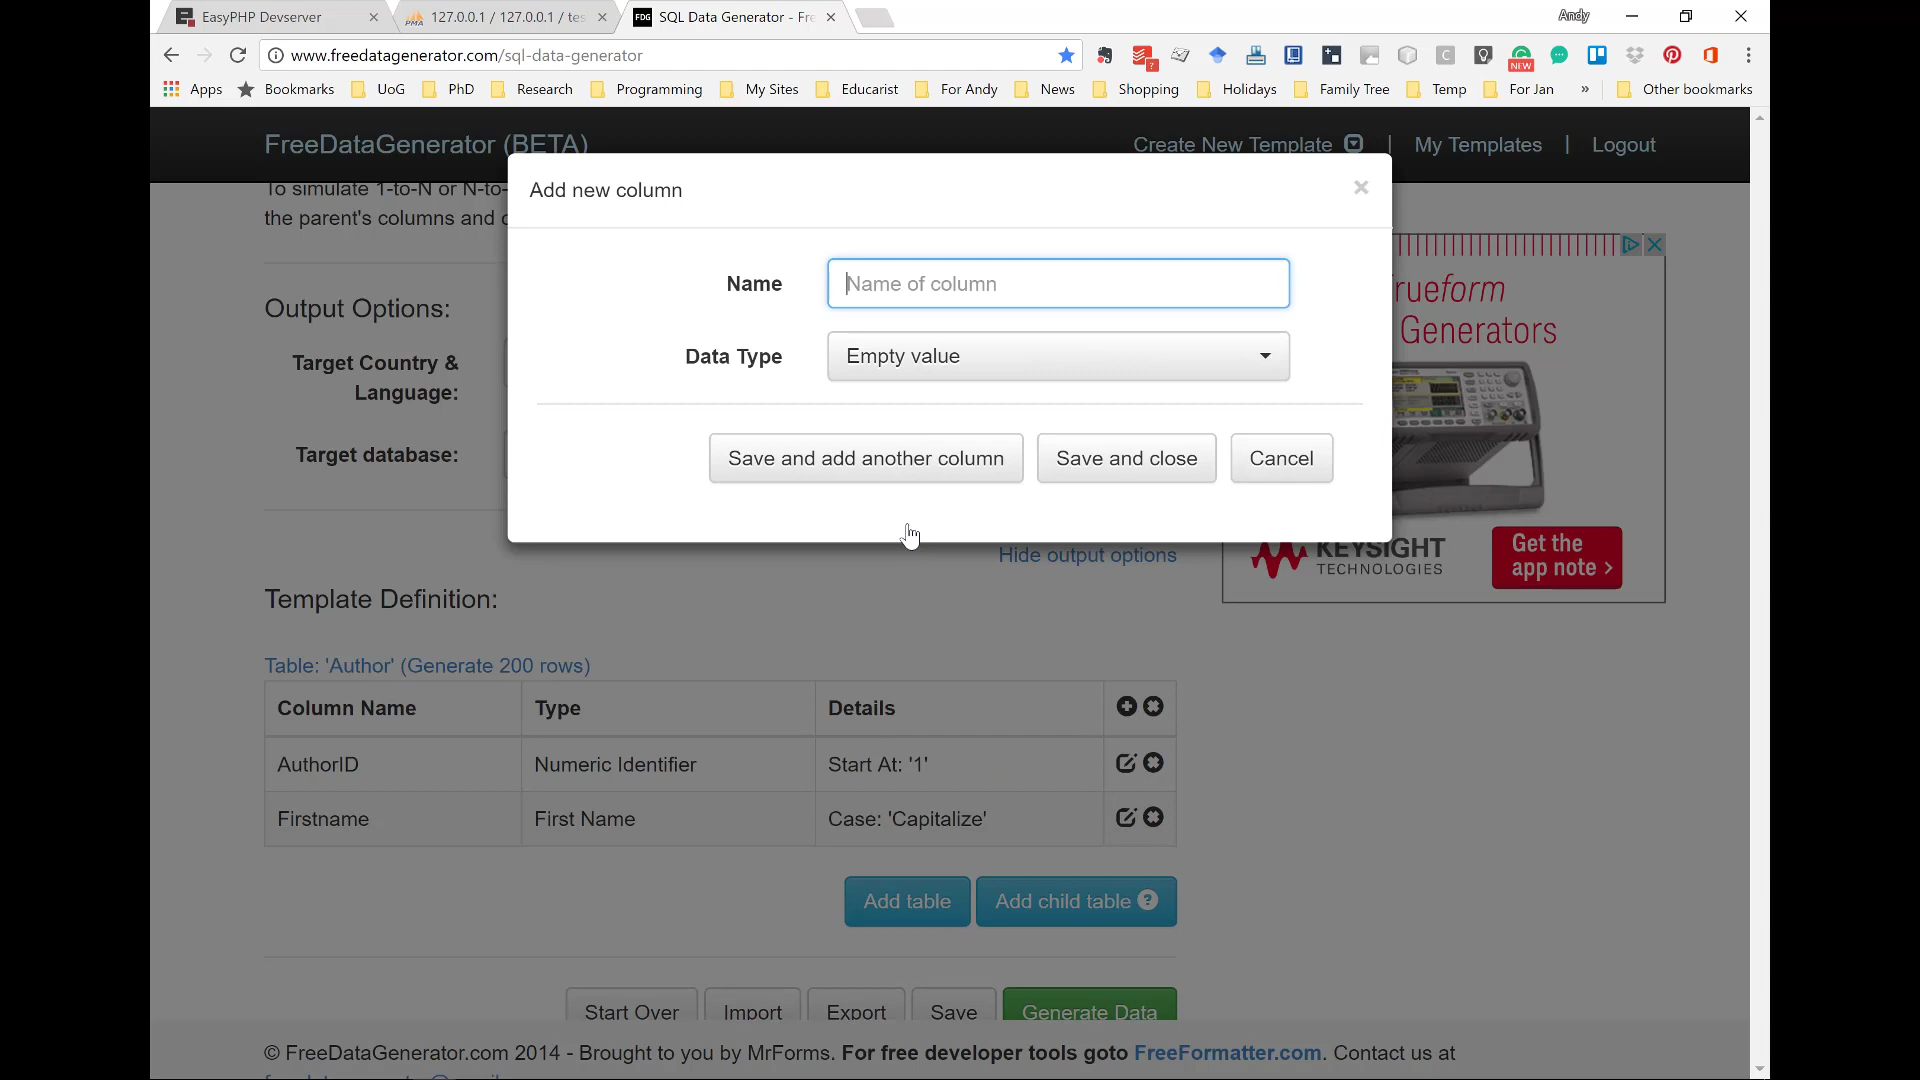 EasyPHP Devserver
127.0.0.1 / 127.0.0.1 / tes
SQL Data Generator - Fre
Andy
www.freedatagenerator.com/sql-data-generator
Apps
Bookmarks
UoG
PhD
Research
Programming
My Sites
Educarist
For Andy
News
Shopping
Holidays
Family Tree
Temp
For Jan
»
Other bookmarks
FreeDataGenerator (BETA)
Create New Template | My Templates | Logout
To simulate 1-to-N or N-to-
the parent's columns and
Add new column
Name
Name of column
Data Type
Empty value
Save and add another column
Save and close
Cancel
Output Options:
Target Country &
Language:
Target database:
Hide output options
rueform
Generators
KEYSIGHT
TECHNOLOGIES
Get the
app note >
Template Definition:
Table: 'Author' (Generate 200 rows)
Column Name Type Details
AuthorID Numeric Identifier Start At: '1'
Firstname First Name Case: 'Capitalize'
Add table
Add child table ?
Start Over
Import
Export
Save
Generate Data
© FreeDataGenerator.com 2014 - Brought to you by MrForms. For free developer tools goto FreeFormatter.com. Contact us at